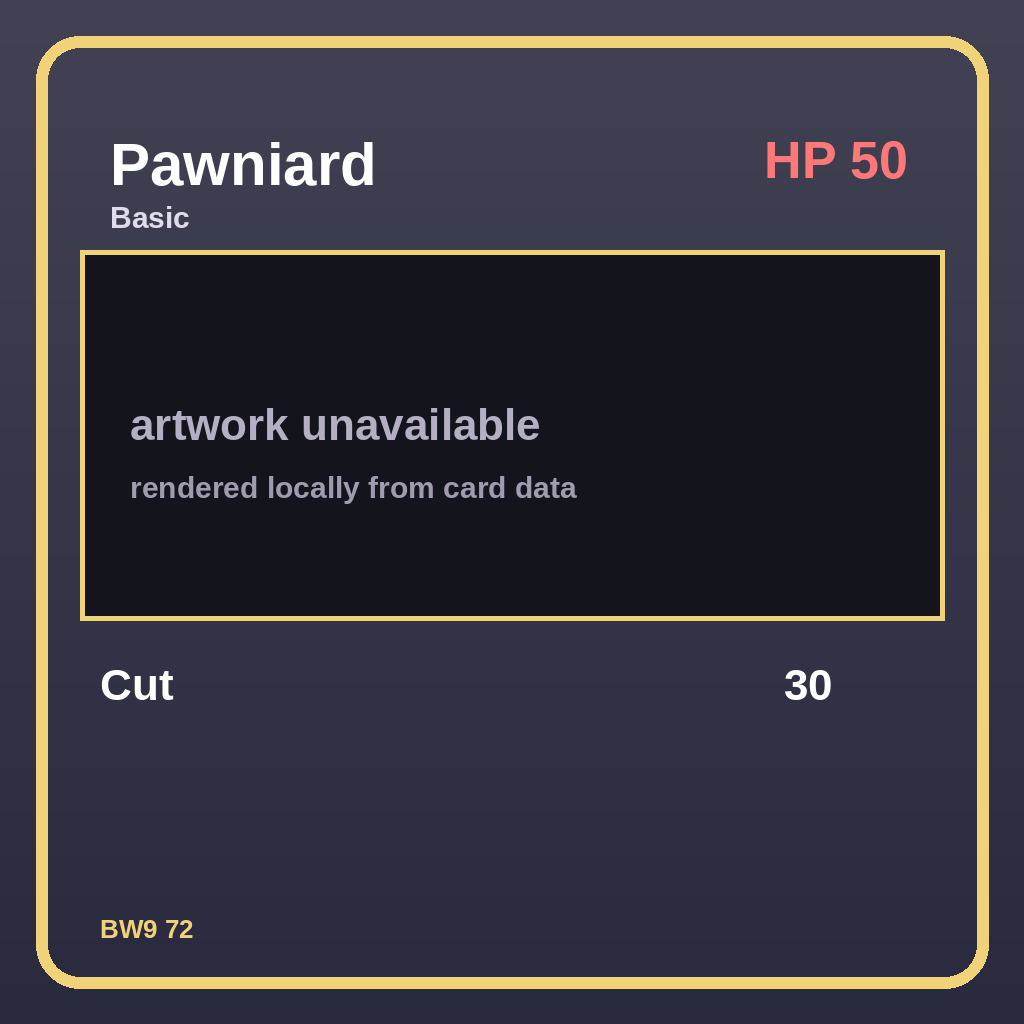 Pawniard
HP 50
Basic
artwork unavailable
rendered locally from card data
Cut
30
BW9 72